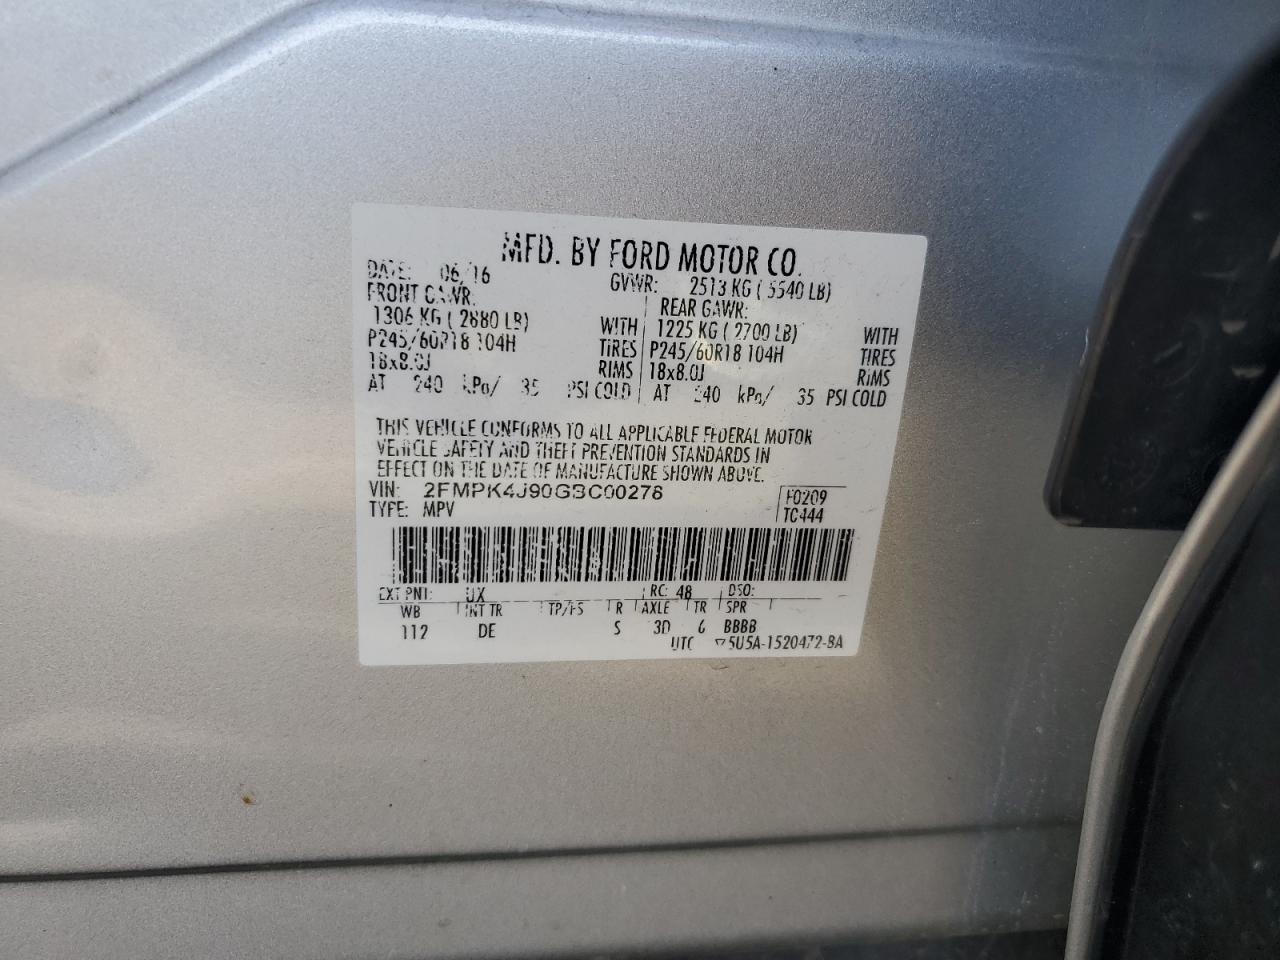 MFD. BY FORD MOTOR CO.
DATE: 06/16 GVWR: 2513 KG ( 5540 LB)
FRONT GAWR: REAR GAWR:
1306 KG ( 2880 LB) WITH 1225 KG ( 2700 LB) WITH
P245/60R18 104H TIRES P245/60R18 104H TIRES
18x8.0J RIMS 18x8.0J RIMS
AT 240 kPa/ 35 PSI COLD AT 240 kPa/ 35 PSI COLD
THIS VEHICLE CONFORMS TO ALL APPLICABLE FEDERAL MOTOR
VEHICLE SAFETY AND THEFT PREVENTION STANDARDS IN
EFFECT ON THE DATE OF MANUFACTURE SHOWN ABOVE.
VIN: 2FMPK4J90GBC00278 F0209
TYPE: MPV TC444
EXT PNT: UX RC: 48 DSO:
WB INT TR TP/PS R AXLE TR SPR
112 DE S 3D 6 BBBB
UTC 5U5A-1520472-BA